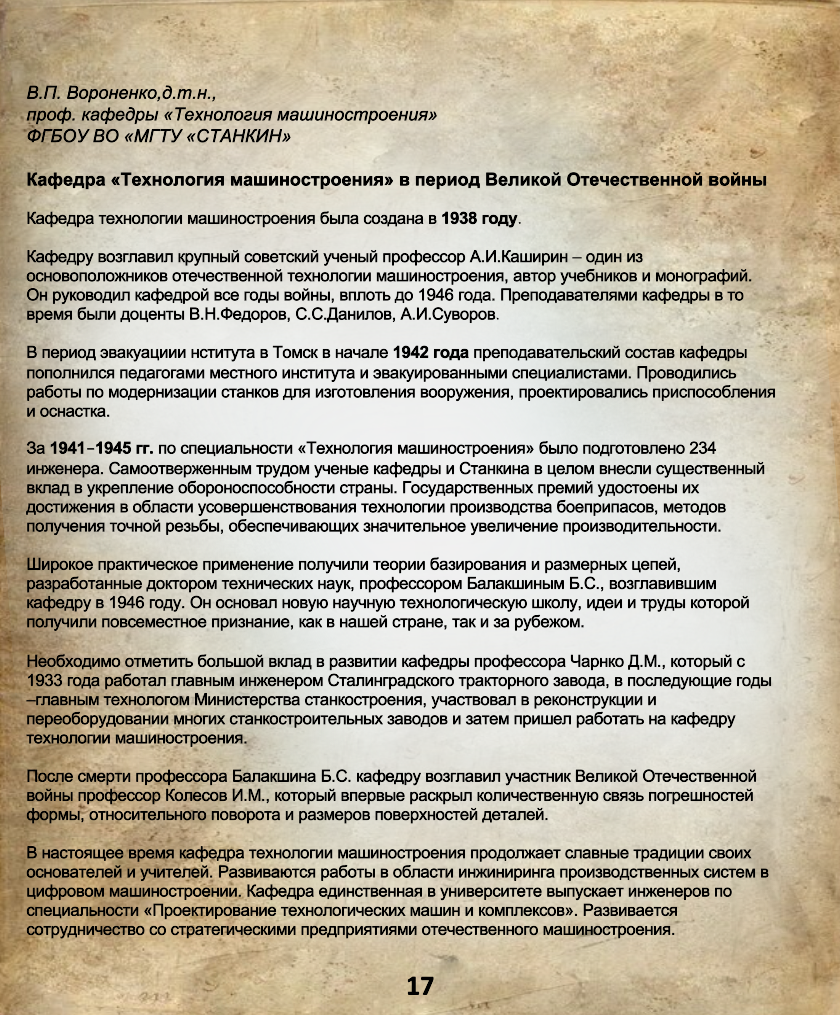 В.П. Вороненко,д.т.н.,
проф. кафедры «Технология машиностроения»
ФГБОУ ВО «МГТУ «СТАНКИН»
Кафедра «Технология машиностроения» в период Великой Отечественной войны
Кафедра технологии машиностроения была создана в 1938 году.
Кафедру возглавил крупный советский ученый профессор А.И.Каширин – один из
основоположников отечественной технологии машиностроения, автор учебников и монографий.
Он руководил кафедрой все годы войны, вплоть до 1946 года. Преподавателями кафедры в то
время были доценты В.Н.Федоров, С.С.Данилов, А.И.Суворов.
В период эвакуациии нститута в Томск в начале 1942 года преподавательский состав кафедры
пополнился педагогами местного института и эвакуированными специалистами. Проводились
работы по модернизации станков для изготовления вооружения, проектировались приспособления
и оснастка.
За 1941–1945 гг. по специальности «Технология машиностроения» было подготовлено 234
инженера. Самоотверженным трудом ученые кафедры и Станкина в целом внесли существенный
вклад в укрепление обороноспособности страны. Государственных премий удостоены их
достижения в области усовершенствования технологии производства боеприпасов, методов
получения точной резьбы, обеспечивающих значительное увеличение производительности.
Широкое практическое применение получили теории базирования и размерных цепей,
разработанные доктором технических наук, профессором Балакшиным Б.С., возглавившим
кафедру в 1946 году. Он основал новую научную технологическую школу, идеи и труды которой
получили повсеместное признание, как в нашей стране, так и за рубежом.
Необходимо отметить большой вклад в развитии кафедры профессора Чарнко Д.М., который с
1933 года работал главным инженером Сталинградского тракторного завода, в последующие годы
–главным технологом Министерства станкостроения, участвовал в реконструкции и
переоборудовании многих станкостроительных заводов и затем пришел работать на кафедру
технологии машиностроения.
После смерти профессора Балакшина Б.С. кафедру возглавил участник Великой Отечественной
войны профессор Колесов И.М., который впервые раскрыл количественную связь погрешностей
формы, относительного поворота и размеров поверхностей деталей.
В настоящее время кафедра технологии машиностроения продолжает славные традиции своих
основателей и учителей. Развиваются работы в области инжиниринга производственных систем в
цифровом машиностроении. Кафедра единственная в университете выпускает инженеров по
специальности «Проектирование технологических машин и комплексов». Развивается
сотрудничество со стратегическими предприятиями отечественного машиностроения.
17